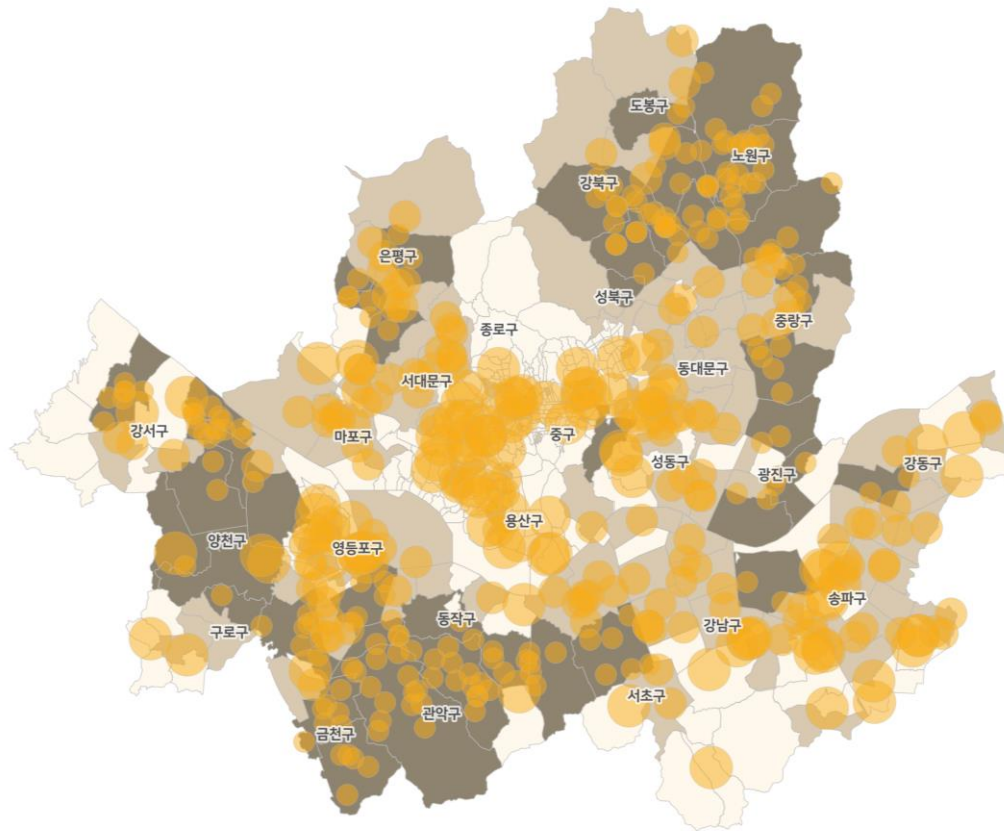 도봉구
노원구
강북구
은평구
성북구
종로구
중랑구
동대문구
서대문구
강서구
마포구
중구
성동구
강동구
광진구
용산구
양천구
영등포구
송파구
동작구
구로구
강남구
서초구
관악구
금천구